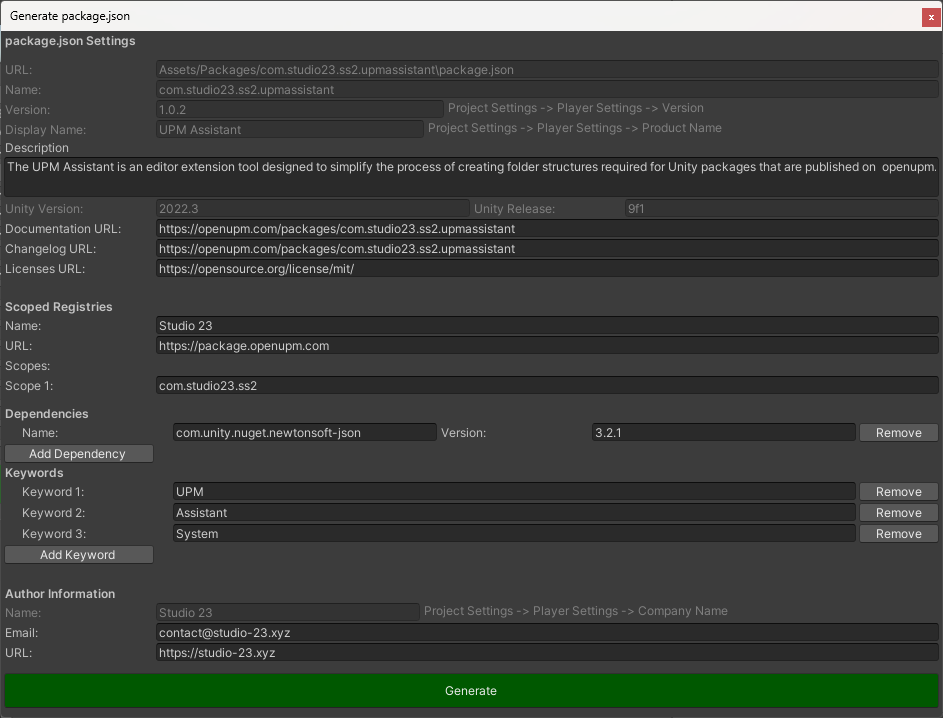 Generate package.json
x
package.json Settings
URL: Assets/Packages/com.studio23.ss2.upmassistant\package.json
Name: com.studio23.ss2.upmassistant
Version: 1.0.2 Project Settings -> Player Settings -> Version
Display Name: UPM Assistant Project Settings -> Player Settings -> Product Name
Description
The UPM Assistant is an editor extension tool designed to simplify the process of creating folder structures required for Unity packages that are published on  openupm.
Unity Version: 2022.3 Unity Release: 9f1
Documentation URL: https://openupm.com/packages/com.studio23.ss2.upmassistant
Changelog URL: https://openupm.com/packages/com.studio23.ss2.upmassistant
Licenses URL: https://opensource.org/license/mit/
Scoped Registries
Name: Studio 23
URL: https://package.openupm.com
Scopes:
Scope 1: com.studio23.ss2
Dependencies
Name: com.unity.nuget.newtonsoft-json Version: 3.2.1 Remove
Add Dependency
Keywords
Keyword 1: UPM Remove
Keyword 2: Assistant Remove
Keyword 3: System Remove
Add Keyword
Author Information
Name: Studio 23 Project Settings -> Player Settings -> Company Name
Email: contact@studio-23.xyz
URL: https://studio-23.xyz
Generate